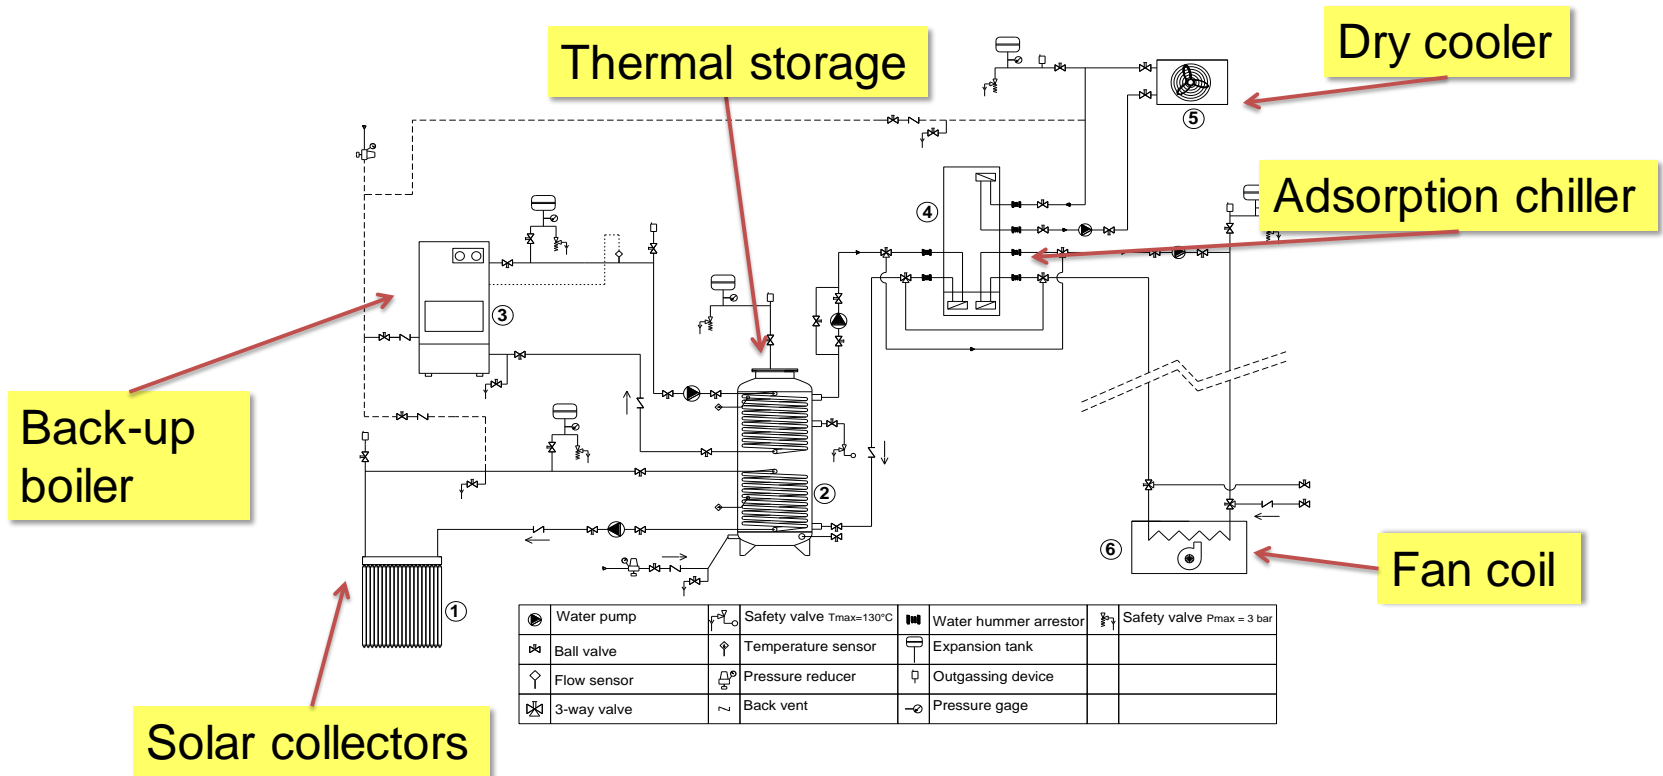 Thermal storage
Dry cooler
5
Adsorption chiller
4
3
Back-up
boiler
2
6
Fan coil
1
Solar collectors
Water pump
Safety valve Tmax=130°C
Water hummer arrestor
Safety valve Pmax = 3 bar
Ball valve
Temperature sensor
Expansion tank
Flow sensor
Pressure reducer
Outgassing device
3-way valve
Back vent
Pressure gage